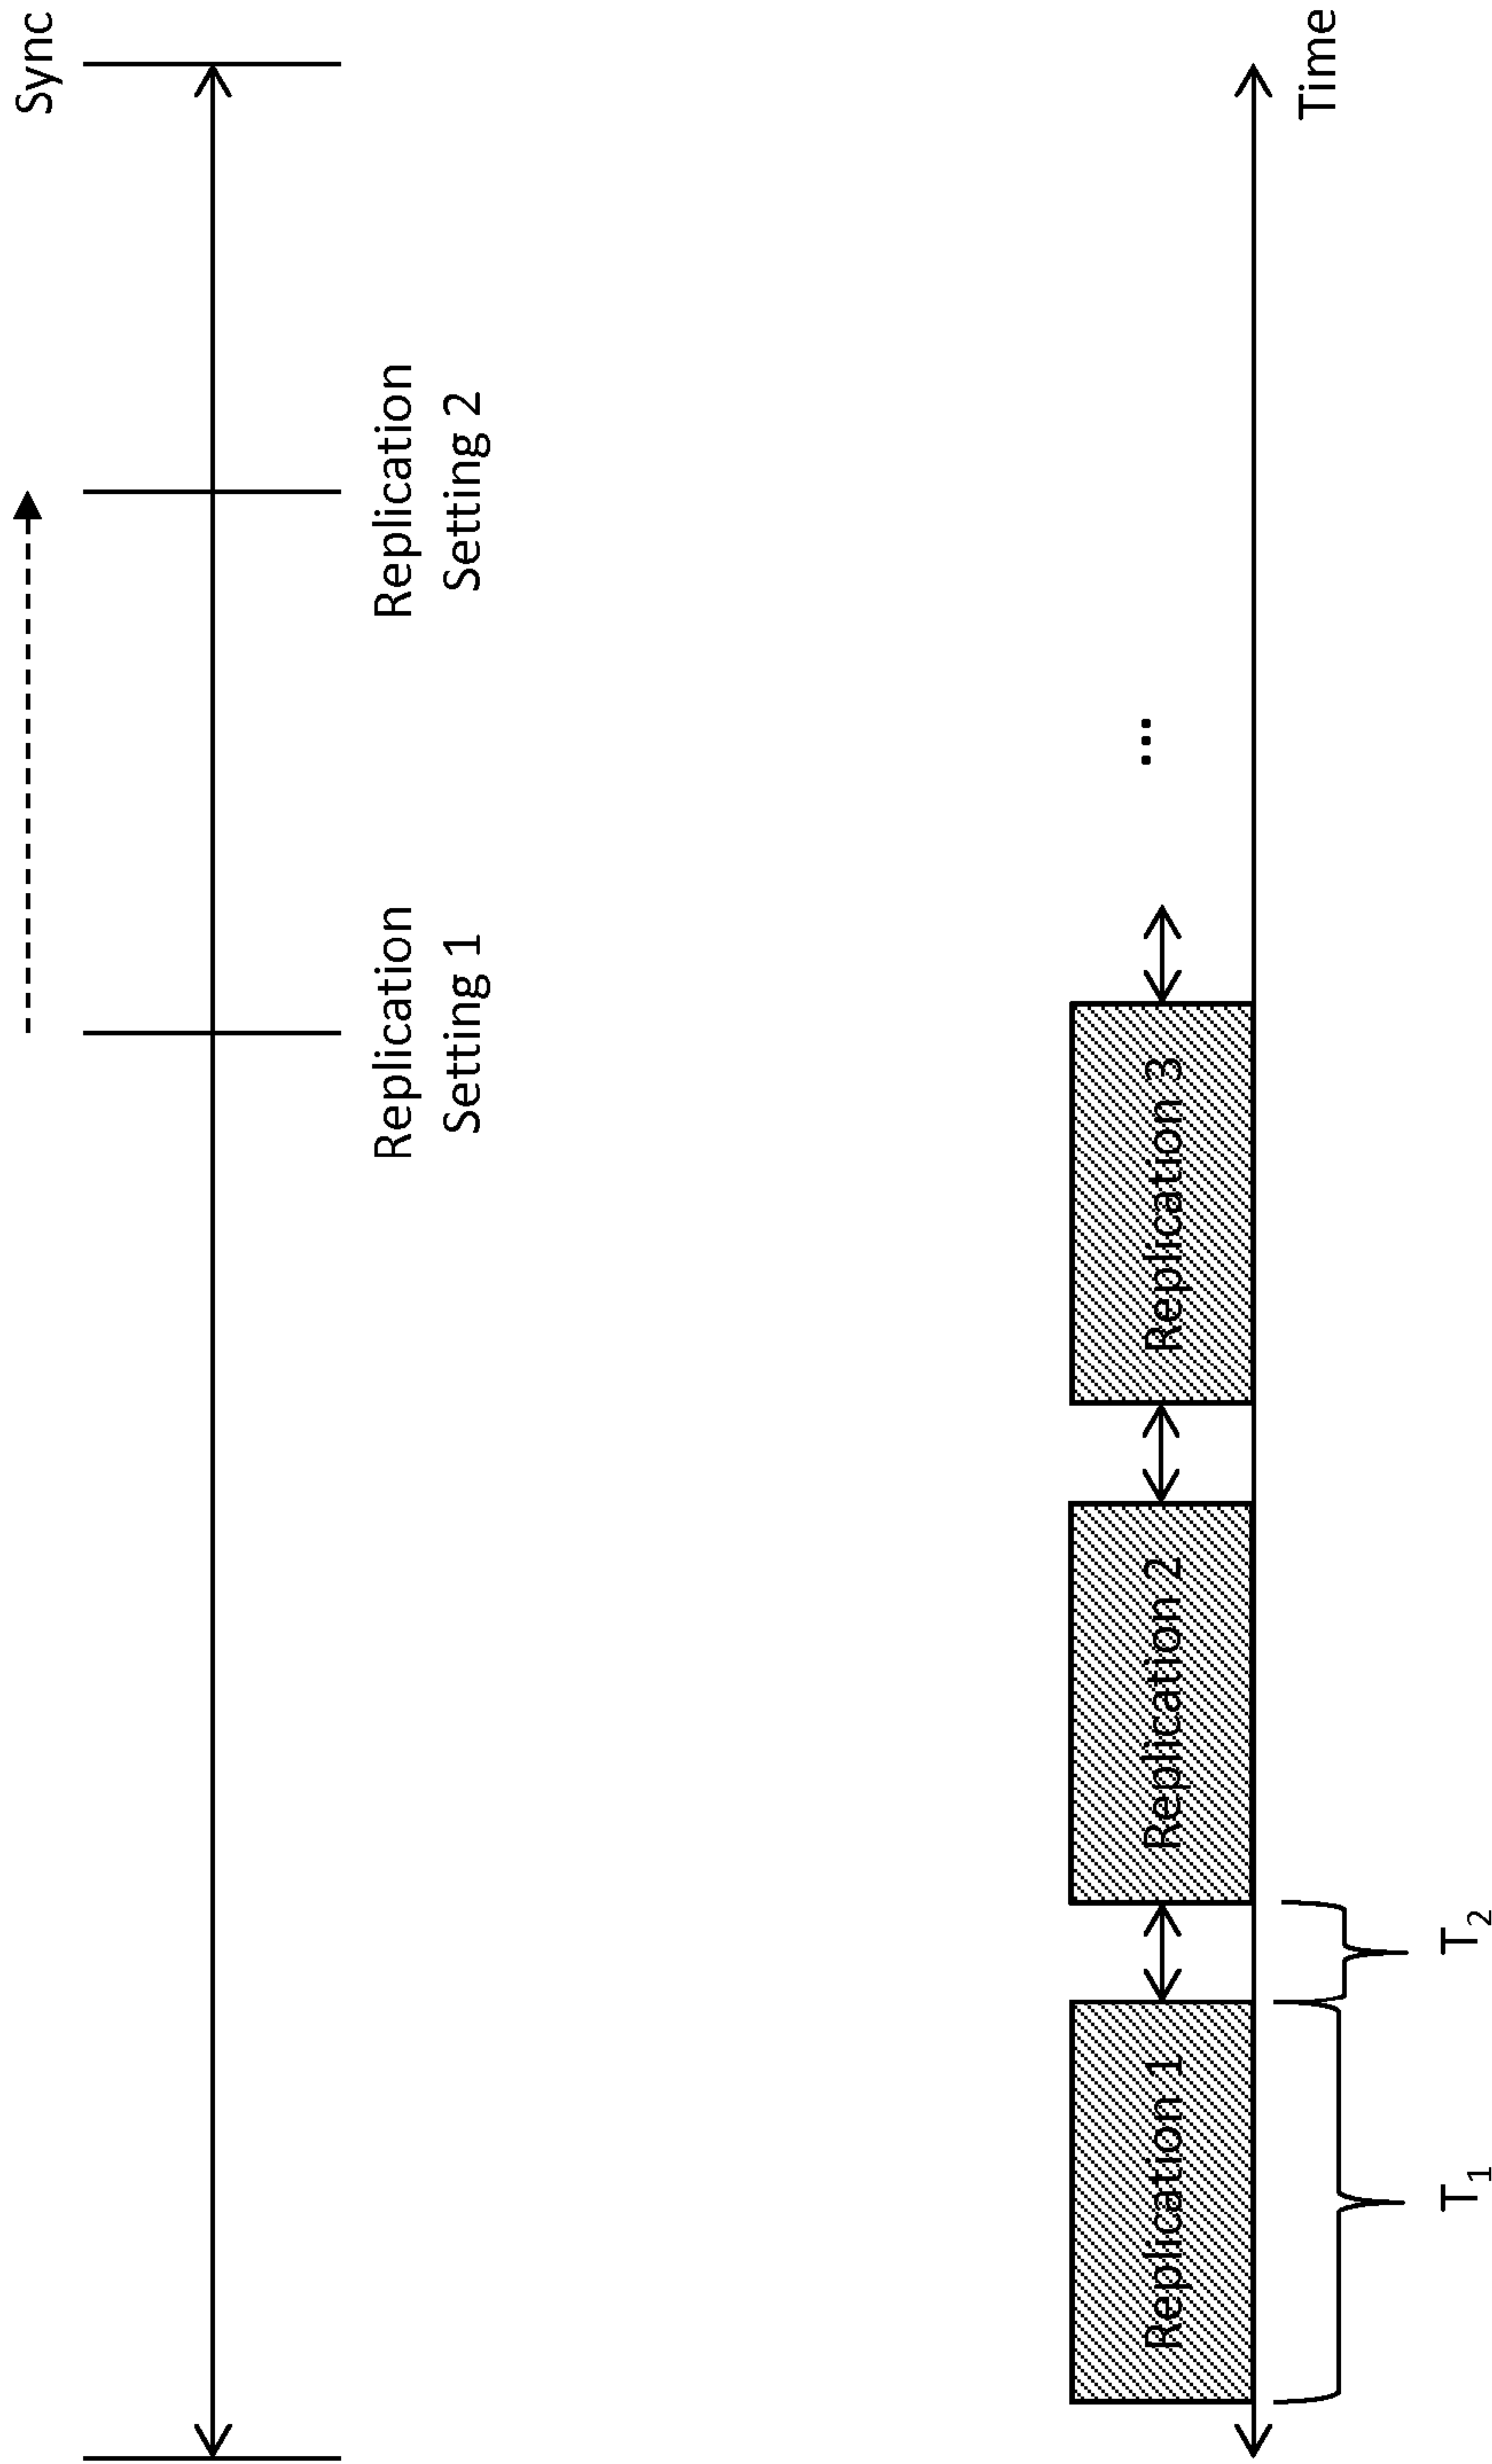 Sync
Replication
Setting 1
Replication
Setting 2
Replication 1
Replication 2
Replication 3
...
Time
T1
T2